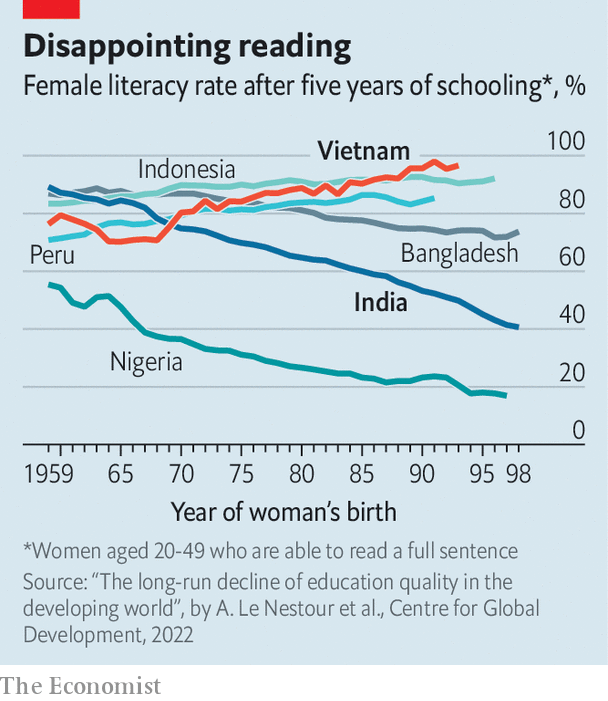 Disappointing reading
Female literacy rate after five years of schooling*, %
100
Vietnam
Indonesia
80
Peru
Bangladesh
60
India
40
Nigeria
20
0
1959 65 70 75 80 85 90 95 98
Year of woman's birth
*Women aged 20-49 who are able to read a full sentence
Source: “The long-run decline of education quality in the
developing world”, by A. Le Nestour et al., Centre for Global
Development, 2022
The Economist